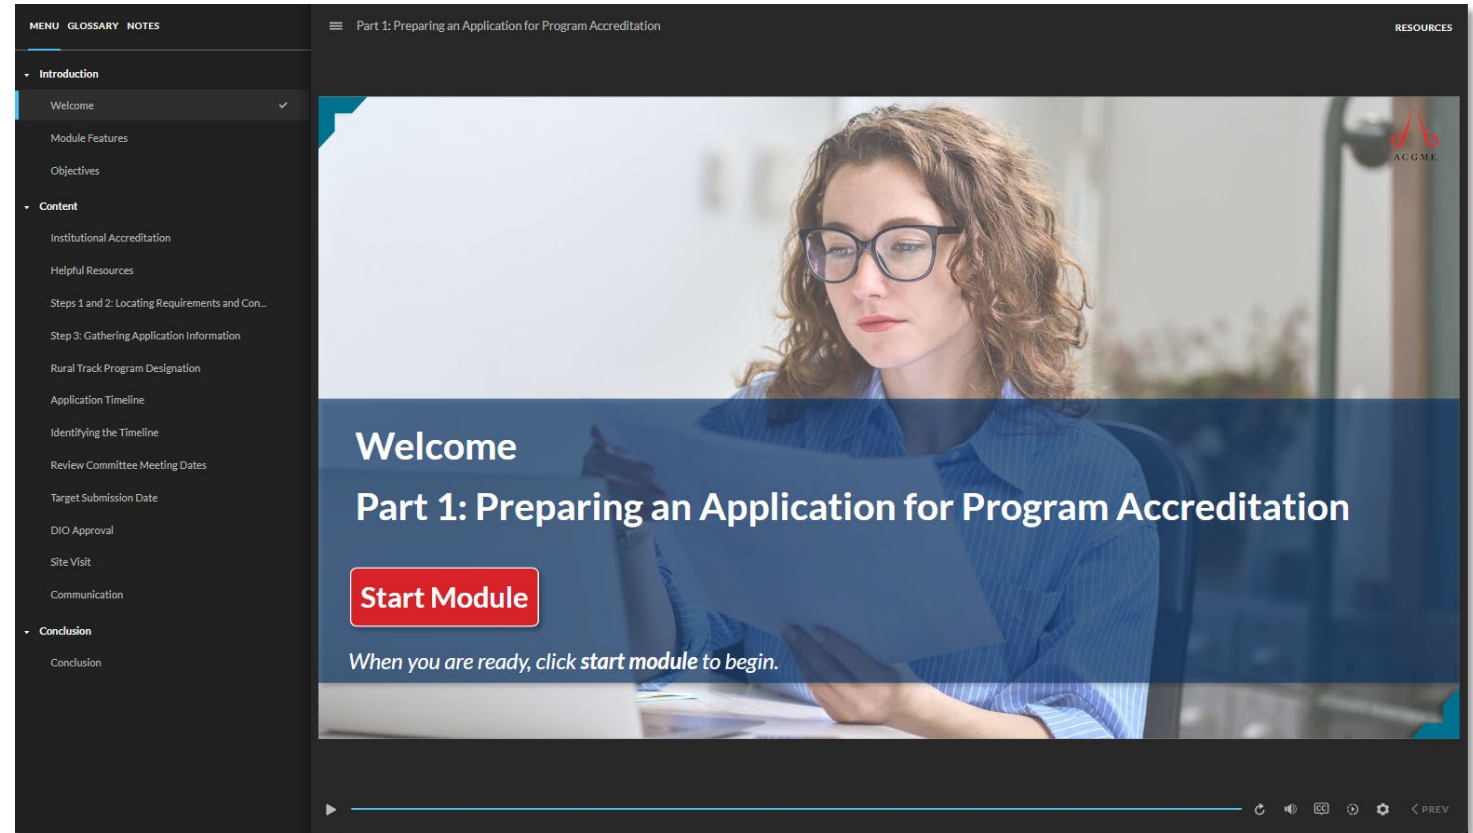 MENU GLOSSARY NOTES
Introduction
Welcome
Module Features
Objectives
Content
Institutional Accreditation
Helpful Resources
Steps 1 and 2: Locating Requirements and Con...
Step 3: Gathering Application Information
Rural Track Program Designation
Application Timeline
Identifying the Timeline
Review Committee Meeting Dates
Target Submission Date
DIO Approval
Site Visit
Communication
Conclusion
Conclusion
Part 1: Preparing an Application for Program Accreditation
RESOURCES
ACGME
Welcome
Part 1: Preparing an Application for Program Accreditation
Start Module
When you are ready, click start module to begin.
CC
PREV